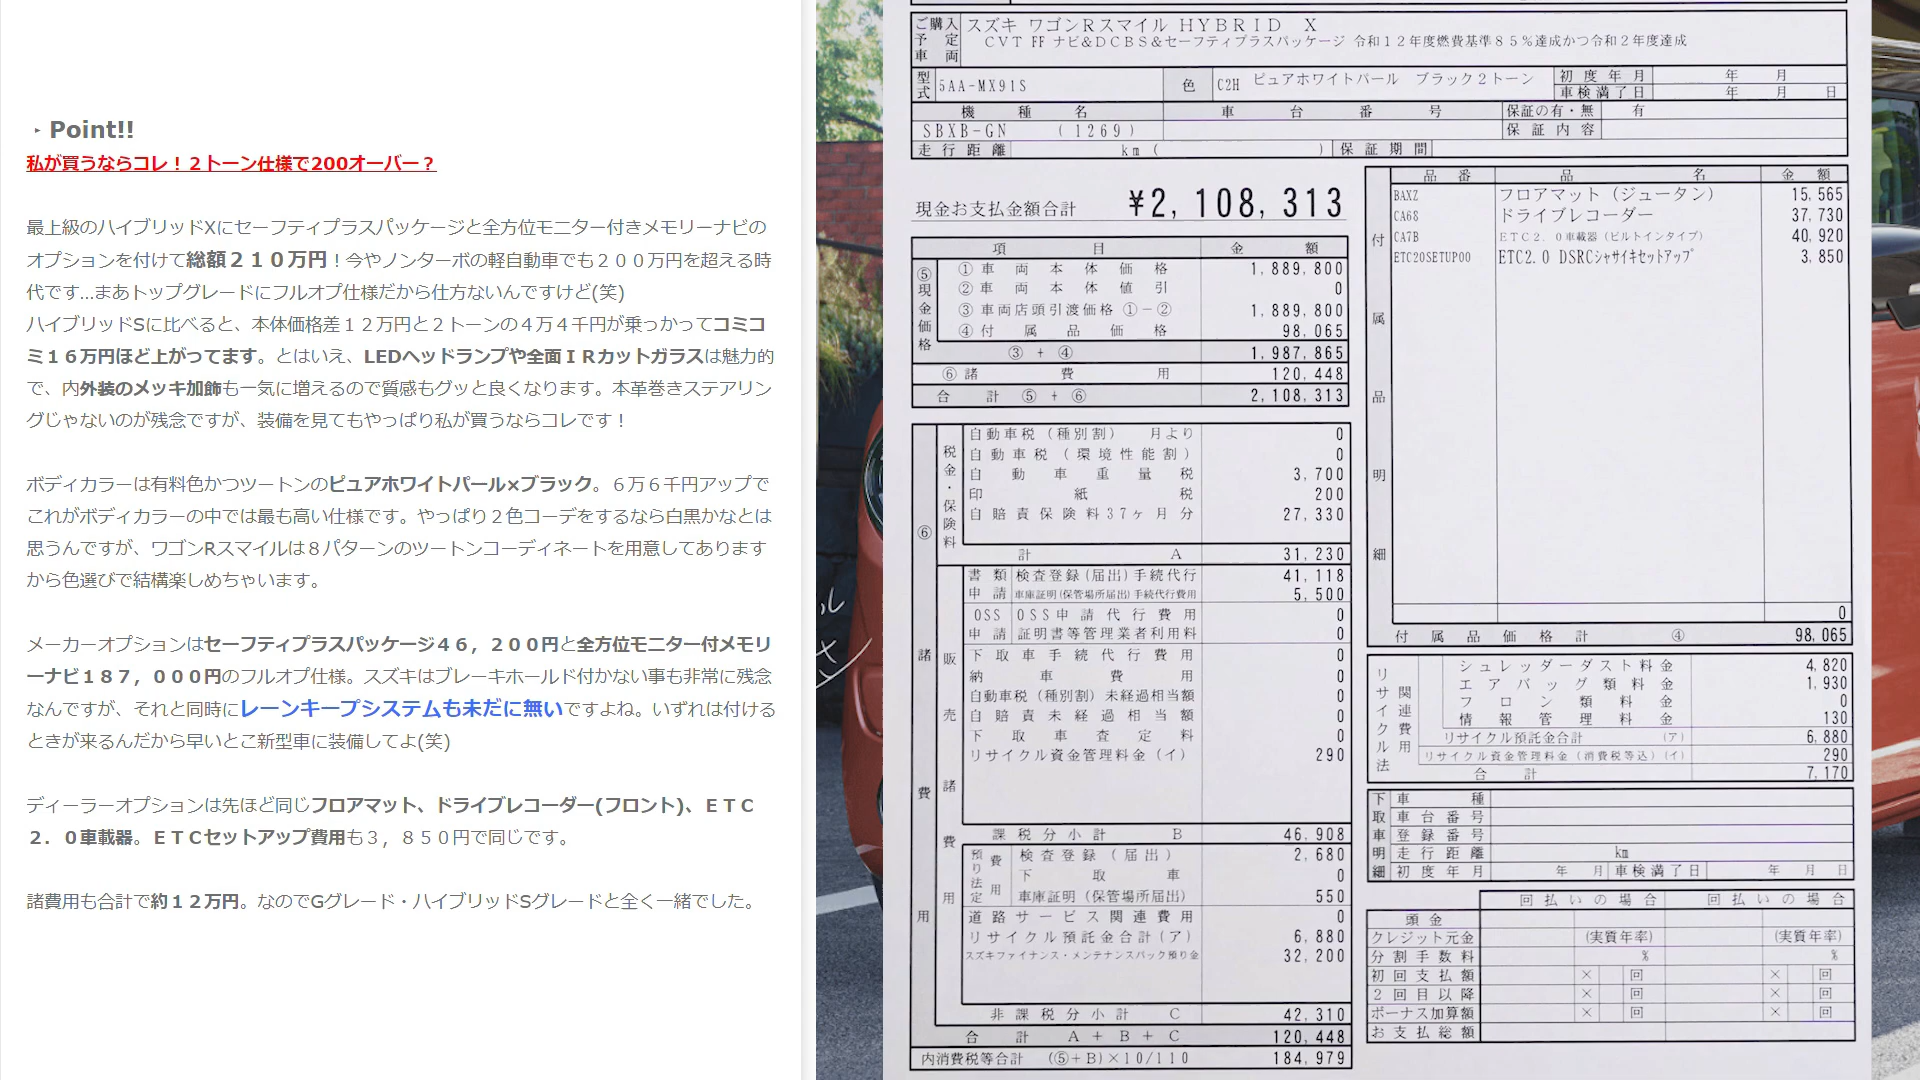 ‣ Point!!
私が買うならコレ！２トーン仕様で200オーバー？
最上級のハイブリッドXにセーフティプラスパッケージと全方位モニター付きメモリーナビの
オプションを付けて総額２１０万円！今やノンターボの軽自動車でも２００万円を超える時
代です...まあトップグレードにフルオプ仕様だから仕方ないんですけど(笑)
ハイブリッドSに比べると、本体価格差１２万円と２トーンの４万４千円が乗っかってコミコ
ミ１６万円ほど上がってます。とはいえ、LEDヘッドランプや全面ＩＲカットガラスは魅力的
で、内外装のメッキ加飾も一気に増えるので質感もグッと良くなります。本革巻きステアリン
グじゃないのが残念ですが、装備を見てもやっぱり私が買うならコレです！
ボディカラーは有料色かつツートンのピュアホワイトパール×ブラック。６万６千円アップで
これがボディカラーの中では最も高い仕様です。やっぱり２色コーデをするなら白黒かなとは
思うんですが、ワゴンRスマイルは８パターンのツートンコーディネートを用意してあります
から色選びで結構楽しめちゃいます。
メーカーオプションはセーフティプラスパッケージ４６，２００円と全方位モニター付メモリ
ーナビ１８７，０００円のフルオプ仕様。スズキはブレーキホールド付かない事も非常に残念
なんですが、それと同時にレーンキープシステムも未だに無いですよね。いずれは付ける
ときが来るんだから早いとこ新型車に装備してよ(笑)
ディーラーオプションは先ほど同じフロアマット、ドライブレコーダー(フロント)、ＥＴＣ
２．０車載器。ＥＴＣセットアップ費用も３，８５０円で同じです。
諸費用も合計で約１２万円。なのでGグレード・ハイブリッドSグレードと全く一緒でした。
ご購入予定車両 スズキ ワゴンRスマイル HYBRID X
CVT FF ナビ&DCBS&セーフティプラスパッケージ 令和１２年度燃費基準８５%達成かつ令和２年度達成
型式 5AA-MX91S 色 C2H ピュアホワイトパール ブラック２トーン 初度年月 年 月
車検満了日 年 月 日
機種名 車台番号 保証の有・無 有
SBXB-GN (1269) 保証内容
走行距離 km ( ) 保証期間
現金お支払金額合計 ¥2,108,313
項目 金額
⑤現金価格
①車両本体価格 1,889,800
②車両本体値引 0
③車両店頭引渡価格 ①－② 1,889,800
④付属品価格 98,065
③ + ④ 1,987,865
⑥諸費用 120,448
合計 ⑤ + ⑥ 2,108,313
⑥ 諸費用
税金・保険料
自動車税（種別割） 月より 0
自動車税（環境性能割） 0
自動車重量税 3,700
印紙税 200
自賠責保険料37ヶ月分 27,330
計 A 31,230
販売諸費用
書類申請 検査登録(届出)手続代行 41,118
車庫証明(保管場所届出)手続代行費用 5,500
OSS申請 OSS申請代行費用 0
証明書等管理業者利用料 0
下取車手続代行費用 0
納車費用 0
自動車税（種別割）未経過相当額 0
自賠責未経過相当額 0
下取車査定料 0
リサイクル資金管理料金（イ） 290
課税分小計 B 46,908
預り法定費用 検査登録（届出） 2,680
下取車 0
車庫証明（保管場所届出） 550
道路サービス関連費用 0
リサイクル預託金合計(ア) 6,880
スズキファイナンス・メンテナンスパック預り金 32,200
非課税分小計 C 42,310
合計 A + B + C 120,448
内消費税等合計 (⑤+B)×10/110 184,979
付属品明細
品番 品名 金額
BAXZ フロアマット（ジュータン） 15,565
CA68 ドライブレコーダー 37,730
CA7B ＥＴＣ２．０車載器（ビルトインタイプ） 40,920
ETC20SETUP00 ETC2.0 DSRCｼｬｻｲｷｾｯﾄｱｯﾌﾟ 3,850
0
付属品価格計 ④ 98,065
リサイクル法関連費用
シュレッダーダスト料金 4,820
エアバッグ類料金 1,930
フロン類料金 0
情報管理料金 130
リサイクル預託金合計 (ア) 6,880
リサイクル資金管理料金（消費税等込）(イ) 290
合計 7,170
下取車明細
車種
車台番号
登録番号
走行距離 km
初度年月 年 月 車検満了日 年 月 日
回払いの場合 回払いの場合
頭金
クレジット元金 (実質年率) (実質年率)
分割手数料 % %
初回支払額 × 回 × 回
２回目以降 × 回 × 回
ボーナス加算額 × 回 × 回
お支払総額